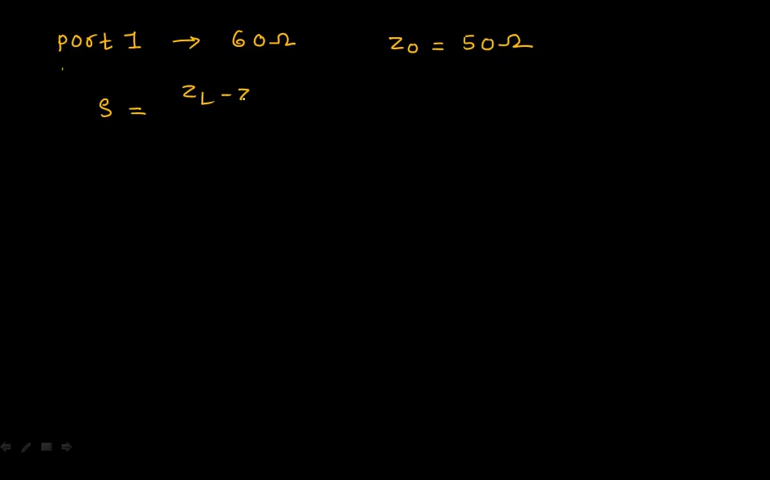 port 1 → 60Ω Z0 = 50Ω
ZL - Z
S =